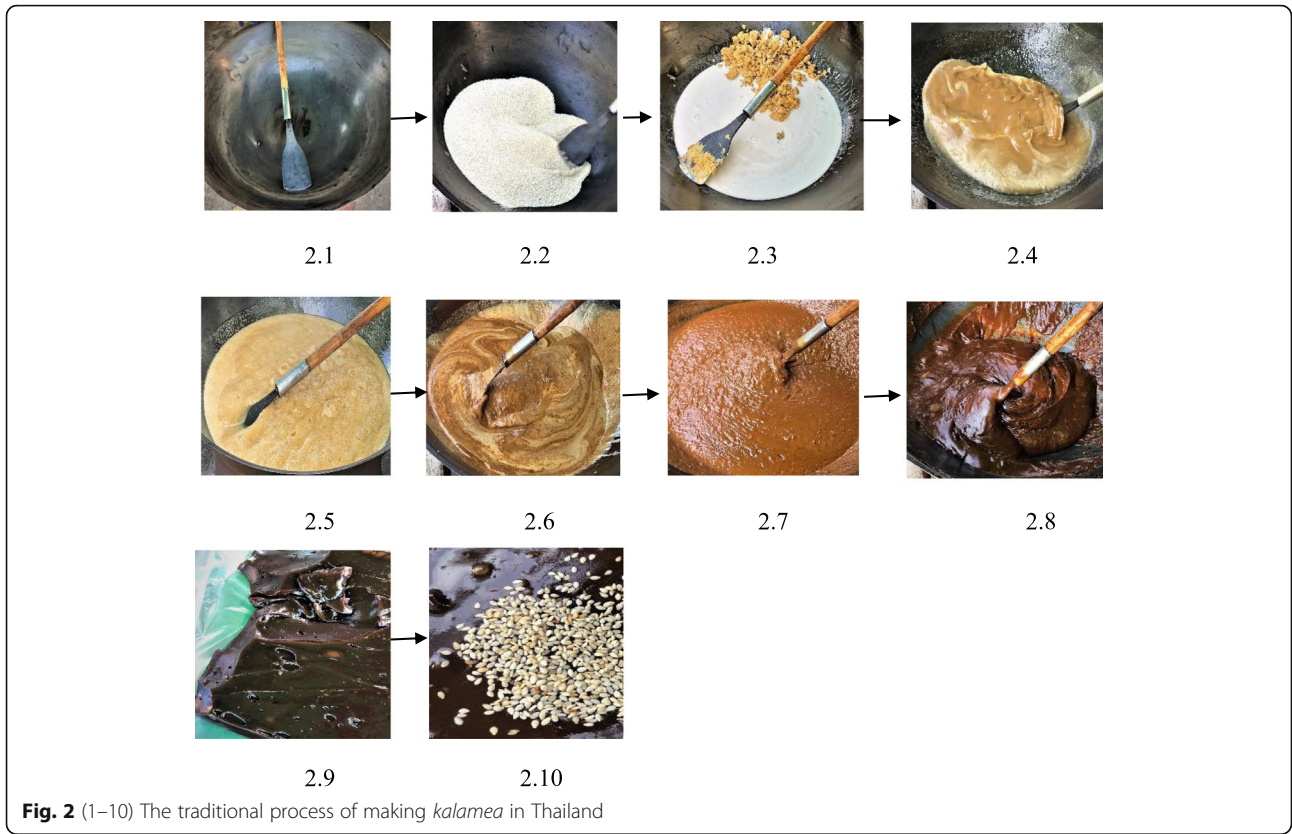 2.1 2.2 2.3 2.4
2.5 2.6 2.7 2.8
2.9 2.10
Fig. 2 (1–10) The traditional process of making kalamea in Thailand